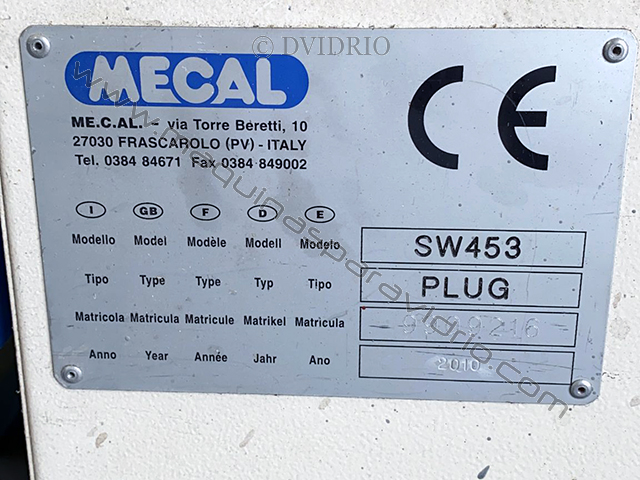 © DVIDRIO
MECAL
ME.C.AL. - via Torre Beretti, 10
27030 FRASCAROLO (PV) - ITALY
Tel. 0384 84671 Fax 0384 849002
CE
I GB F D E
Modello Model Modèle Modell Modelo SW453
Tipo Type Type Typ Tipo PLUG
Matricola Matricula Matricule Matrikel Matricula
Anno Year Année Jahr Ano 2010
www.maquinasparavidrio.com